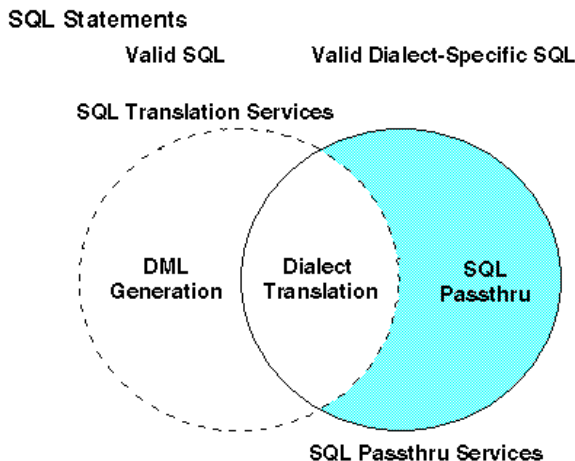 SQL Statements
Valid SQL
Valid Dialect-Specific SQL
SQL Translation Services
DML
Generation
Dialect
Translation
SQL
Passthru
SQL Passthru Services